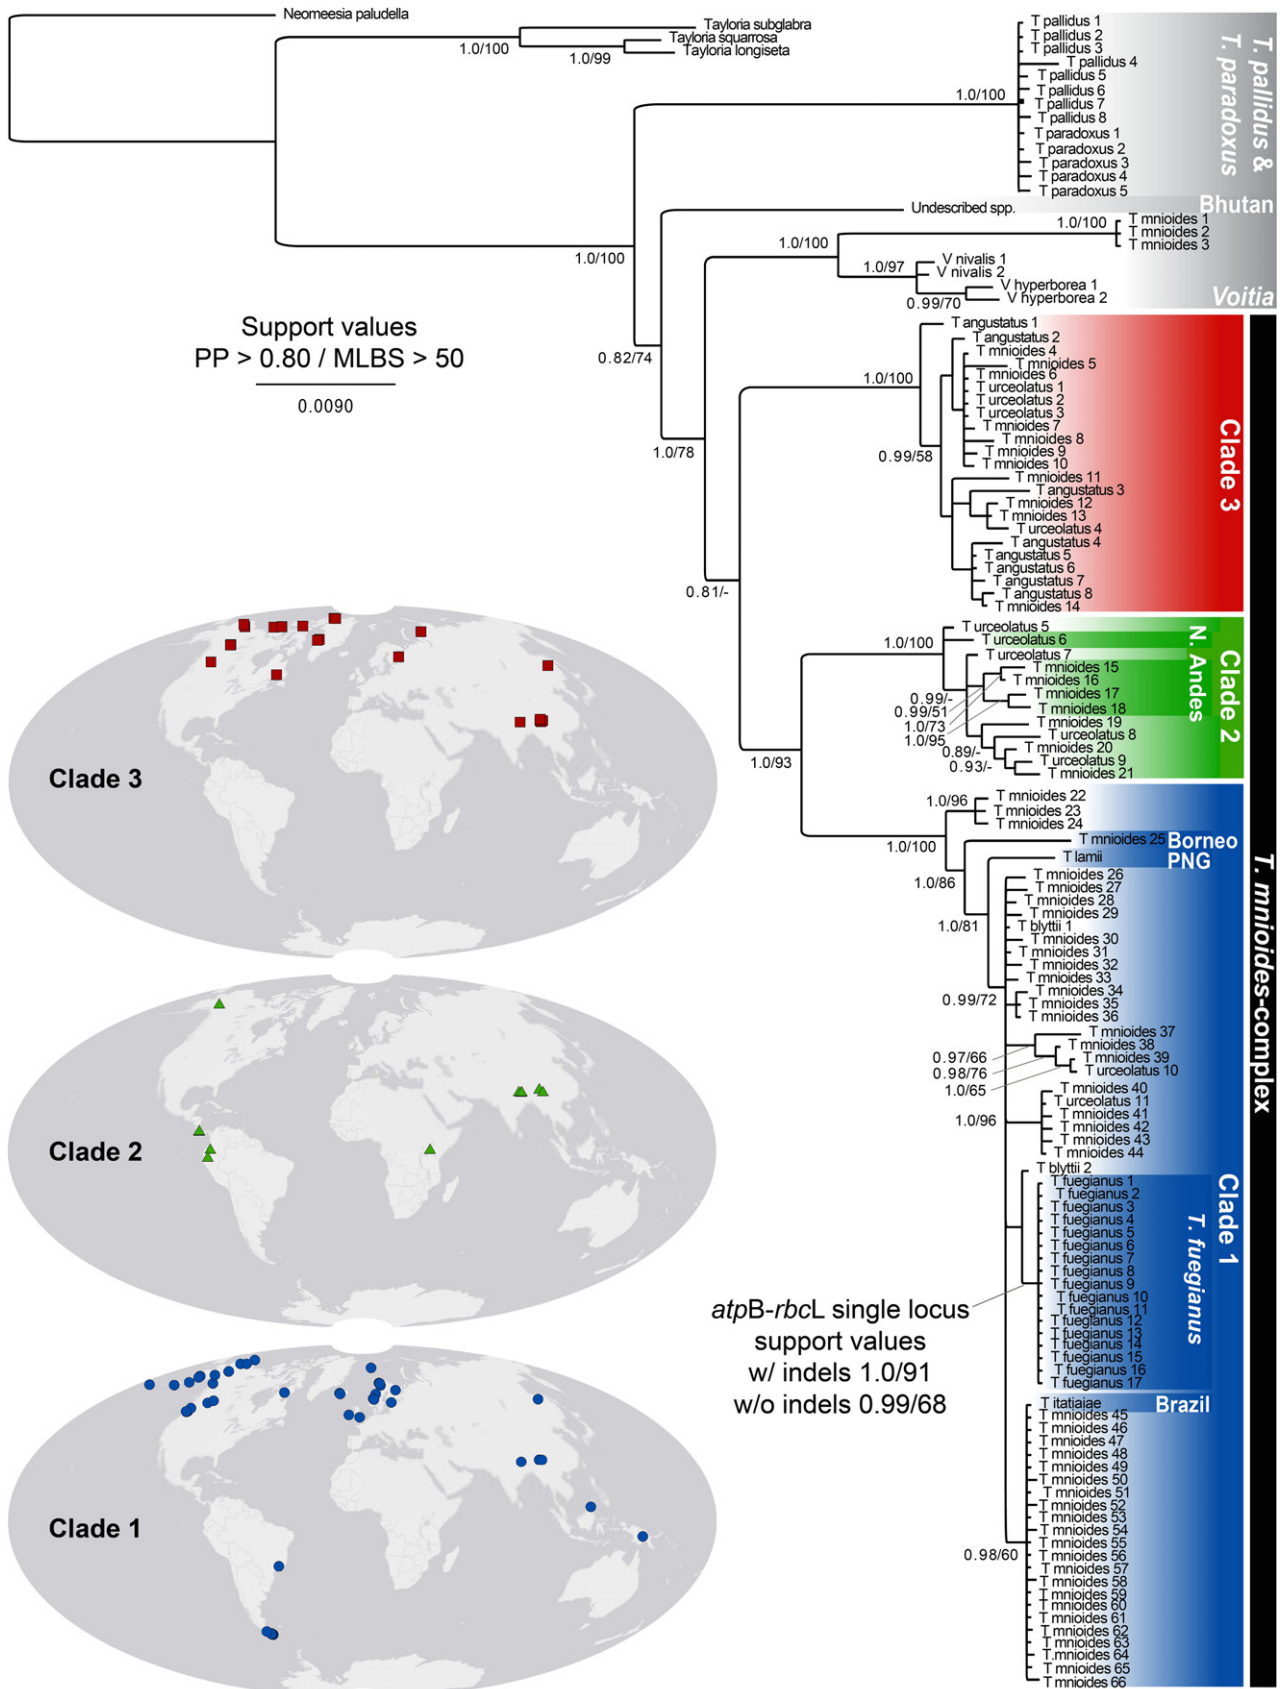 Neomeesia paludella
Tayloria subglabra
Tayloria squarrosa
Tayloria longiseta
1.0/100
1.0/99
T pallidus 1
T pallidus 2
T pallidus 3
T pallidus 4
T pallidus 5
T pallidus 6
T pallidus 7
T pallidus 8
T paradoxus 1
T paradoxus 2
T paradoxus 3
T paradoxus 4
T paradoxus 5
1.0/100
T. pallidus &
T. paradoxus
Undescribed spp.
Bhutan
1.0/100
T mnioides 1
T mnioides 2
T mnioides 3
1.0/100
1.0/100
1.0/97
V nivalis 1
V nivalis 2
V hyperborea 1
V hyperborea 2
0.99/70
Voitia
Support values
PP > 0.80 / MLBS > 50
0.0090
0.82/74
1.0/78
0.81/-
T angustatus 1
T angustatus 2
T mnioides 4
T mnioides 5
T mnioides 6
T urceolatus 1
T urceolatus 2
T urceolatus 3
T mnioides 7
T mnioides 8
T mnioides 9
T mnioides 10
T mnioides 11
T angustatus 3
T mnioides 12
T mnioides 13
T urceolatus 4
T angustatus 4
T angustatus 5
T angustatus 6
T angustatus 7
T angustatus 8
T mnioides 14
1.0/100
0.99/58
Clade 3
T urceolatus 5
T urceolatus 6
T urceolatus 7
T mnioides 15
T mnioides 16
T mnioides 17
T mnioides 18
T mnioides 19
T urceolatus 8
T mnioides 20
T urceolatus 9
T mnioides 21
1.0/100
0.99/-
0.99/51
1.0/73
1.0/95
0.89/-
0.93/-
N. Andes
Clade 2
1.0/93
T mnioides 22
T mnioides 23
T mnioides 24
T mnioides 25
Borneo
T lamii
PNG
T mnioides 26
T mnioides 27
T mnioides 28
T mnioides 29
T blyttii 1
T mnioides 30
T mnioides 31
T mnioides 32
T mnioides 33
T mnioides 34
T mnioides 35
T mnioides 36
T mnioides 37
T mnioides 38
T mnioides 39
T urceolatus 10
T mnioides 40
T urceolatus 11
T mnioides 41
T mnioides 42
T mnioides 43
T mnioides 44
T blyttii 2
T fuegianus 1
T fuegianus 2
T fuegianus 3
T fuegianus 4
T fuegianus 5
T fuegianus 6
T fuegianus 7
T fuegianus 8
T fuegianus 9
T fuegianus 10
T fuegianus 11
T fuegianus 12
T fuegianus 13
T fuegianus 14
T fuegianus 15
T fuegianus 16
T fuegianus 17
T itatiaiae
Brazil
T mnioides 45
T mnioides 46
T mnioides 47
T mnioides 48
T mnioides 49
T mnioides 50
T mnioides 51
T mnioides 52
T mnioides 53
T mnioides 54
T mnioides 55
T mnioides 56
T mnioides 57
T mnioides 58
T mnioides 59
T mnioides 60
T mnioides 61
T mnioides 62
T mnioides 63
T.mnioides 64
T mnioides 65
T mnioides 66
1.0/96
1.0/100
1.0/86
1.0/81
0.99/72
0.97/66
0.98/76
1.0/65
1.0/96
0.98/60
T. fuegianus
Clade 1
T. mnioides-complex
atpB-rbcL single locus
support values
w/ indels 1.0/91
w/o indels 0.99/68
Clade 3
Clade 2
Clade 1